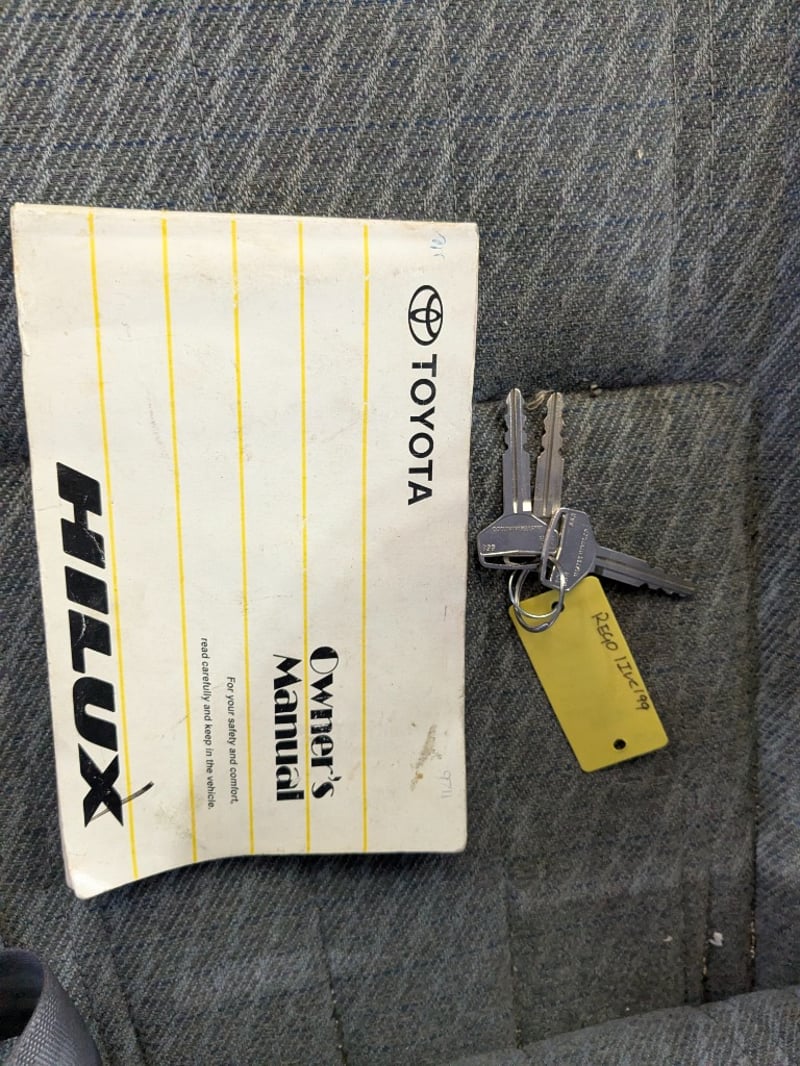 TOYOTA
Owner's
Manual
For your safety and comfort,
read carefully and keep in the vehicle.
HILUX
REGO 1IVC199